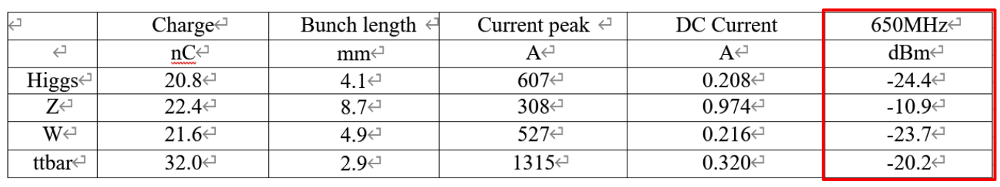 Charge Bunch length Current peak DC Current 650MHz
nC mm A A dBm
Higgs 20.8 4.1 607 0.208 -24.4
Z 22.4 8.7 308 0.974 -10.9
W 21.6 4.9 527 0.216 -23.7
ttbar 32.0 2.9 1315 0.320 -20.2